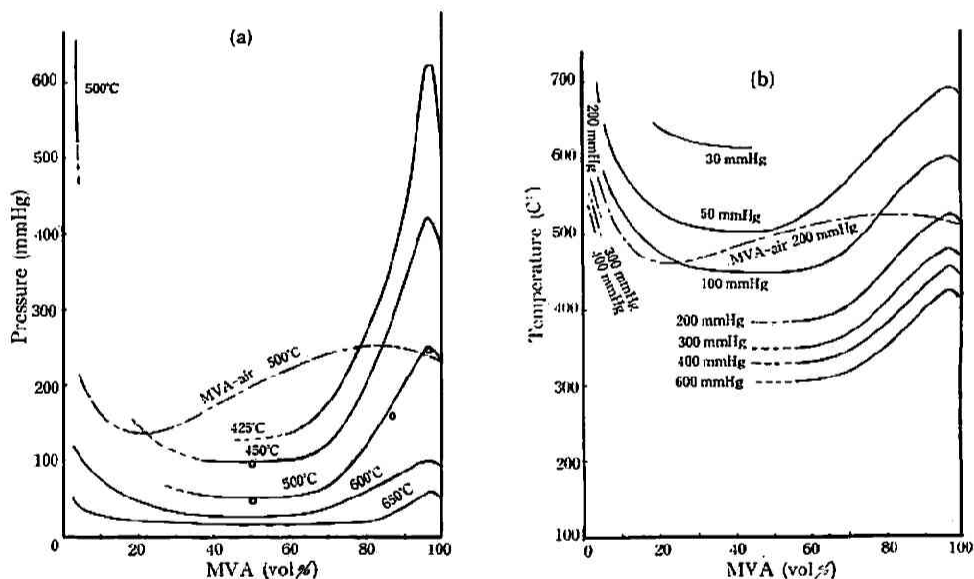 (a)
600
500
400
300
200
100
0
20
40
60
80
100
Pressure (mmHg)
MVA (vol%)
500℃
MVA-air 500℃
425℃
450℃
500℃
600℃
650℃
(b)
700
600
500
400
300
200
100
0
20
40
60
80
100
Temperature (C°)
MVA (vol%)
200 mmHg
30 mmHg
50 mmHg
MVA-air 200 mmHg
100 mmHg
300 mmHg
400 mmHg
200 mmHg
300 mmHg
400 mmHg
600 mmHg